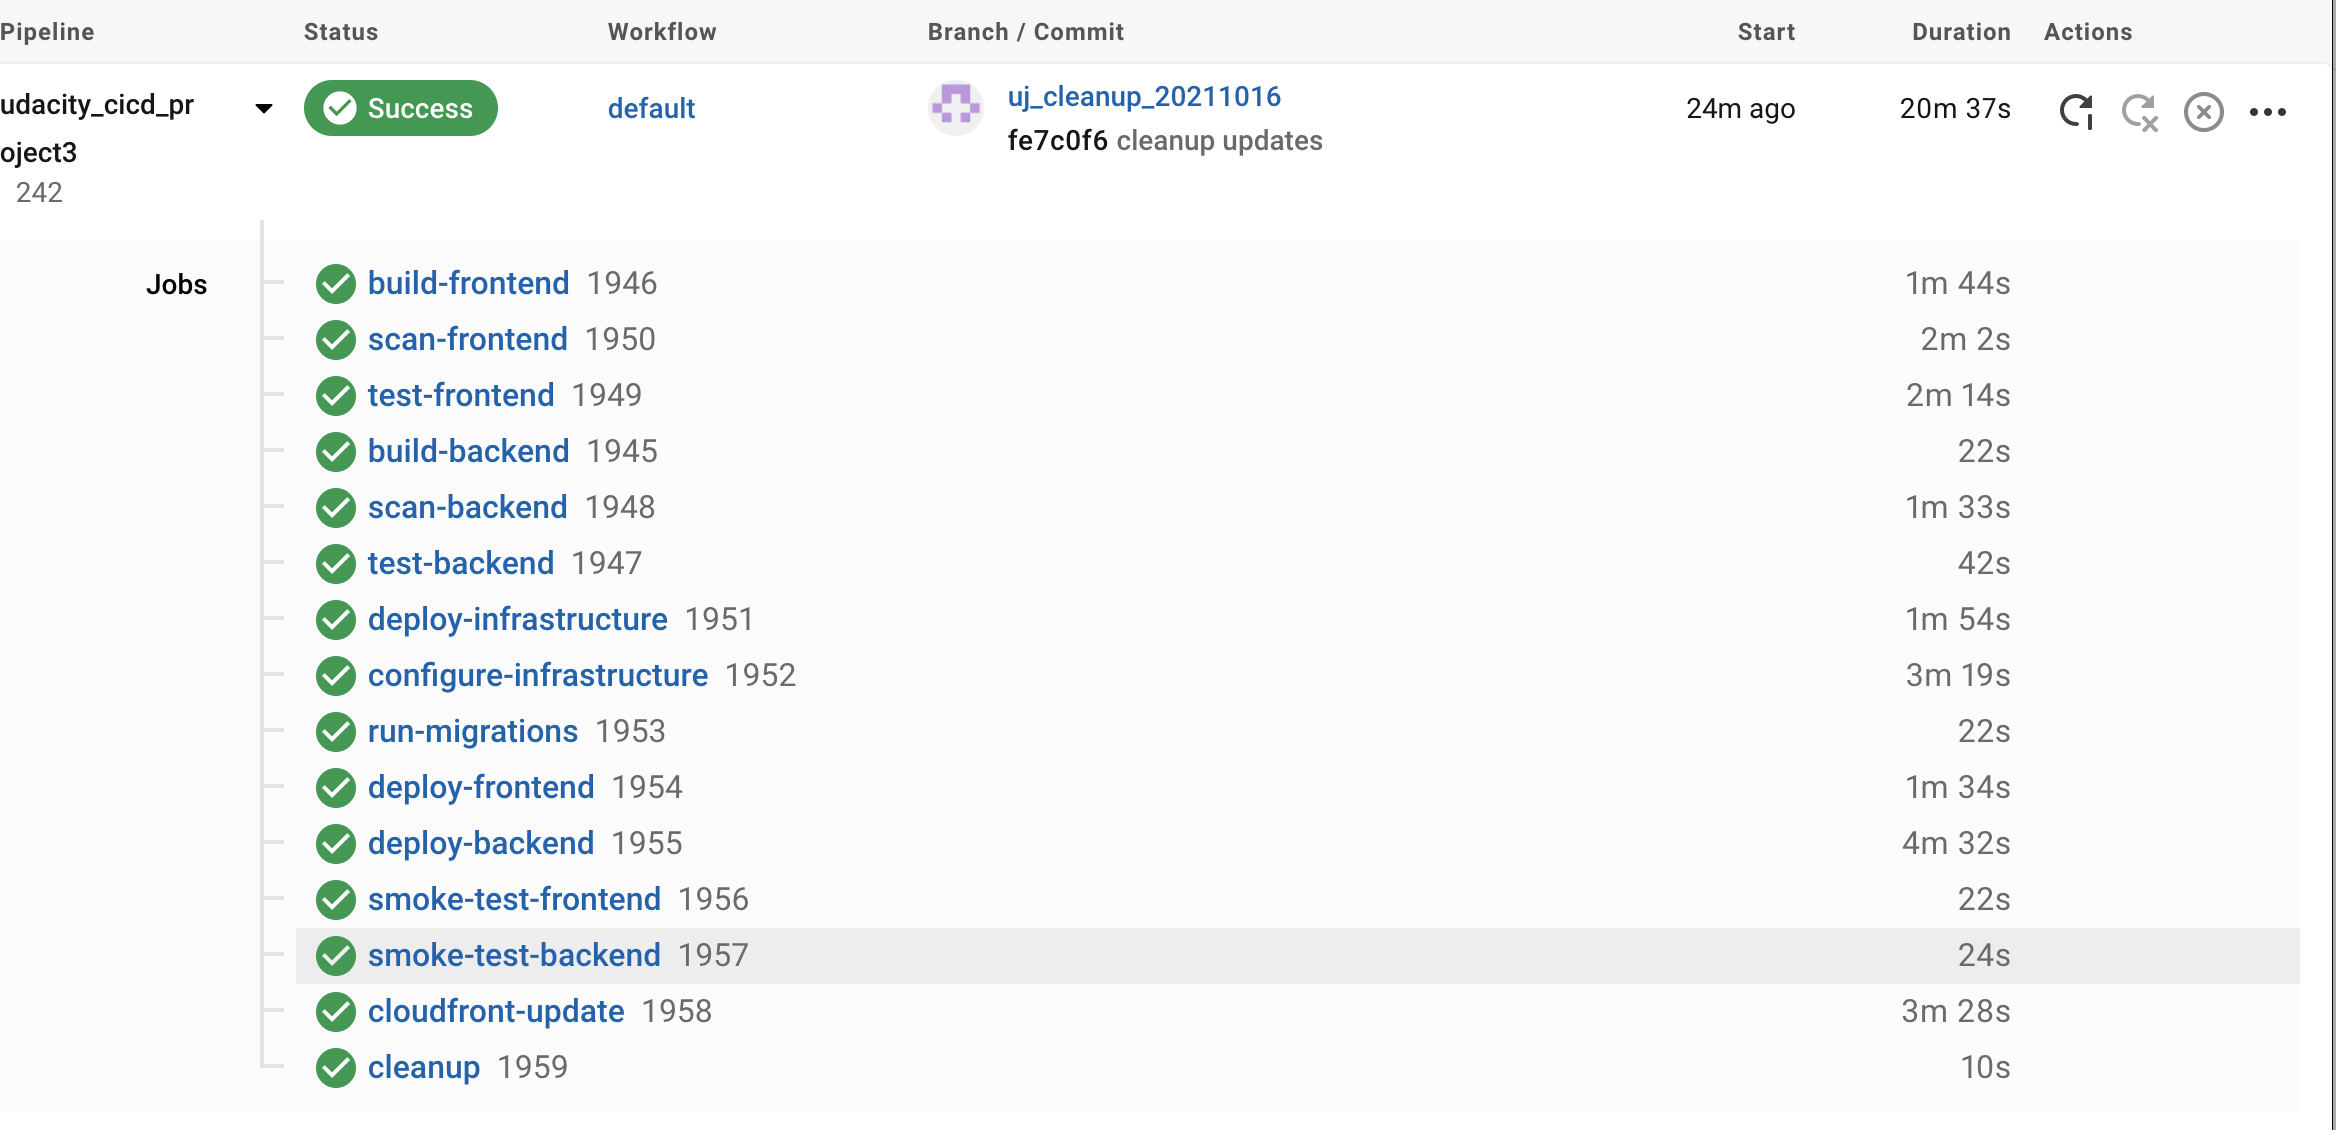 Pipeline Status Workflow Branch / Commit Start Duration Actions
udacity_cicd_pr Success default uj_cleanup_20211016 24m ago 20m 37s
oject3 fe7c0f6 cleanup updates
242
Jobs build-frontend 1946 1m 44s
scan-frontend 1950 2m 2s
test-frontend 1949 2m 14s
build-backend 1945 22s
scan-backend 1948 1m 33s
test-backend 1947 42s
deploy-infrastructure 1951 1m 54s
configure-infrastructure 1952 3m 19s
run-migrations 1953 22s
deploy-frontend 1954 1m 34s
deploy-backend 1955 4m 32s
smoke-test-frontend 1956 22s
smoke-test-backend 1957 24s
cloudfront-update 1958 3m 28s
cleanup 1959 10s